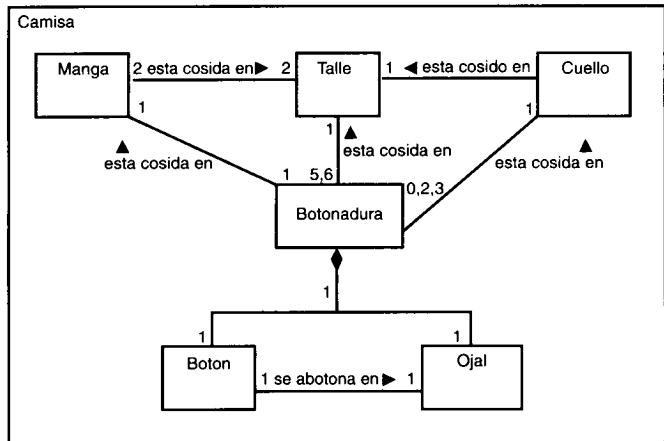 Camisa
Manga
2 esta cosida en ► 2
Talle
1 ◄ esta cosido en
Cuello
1
1
1
▲
esta cosida en
▲
esta cosida en
▲
esta cosida en
1
5,6
0,2,3
Botonadura
1
1
1
Boton
1 se abotona en ► 1
Ojal